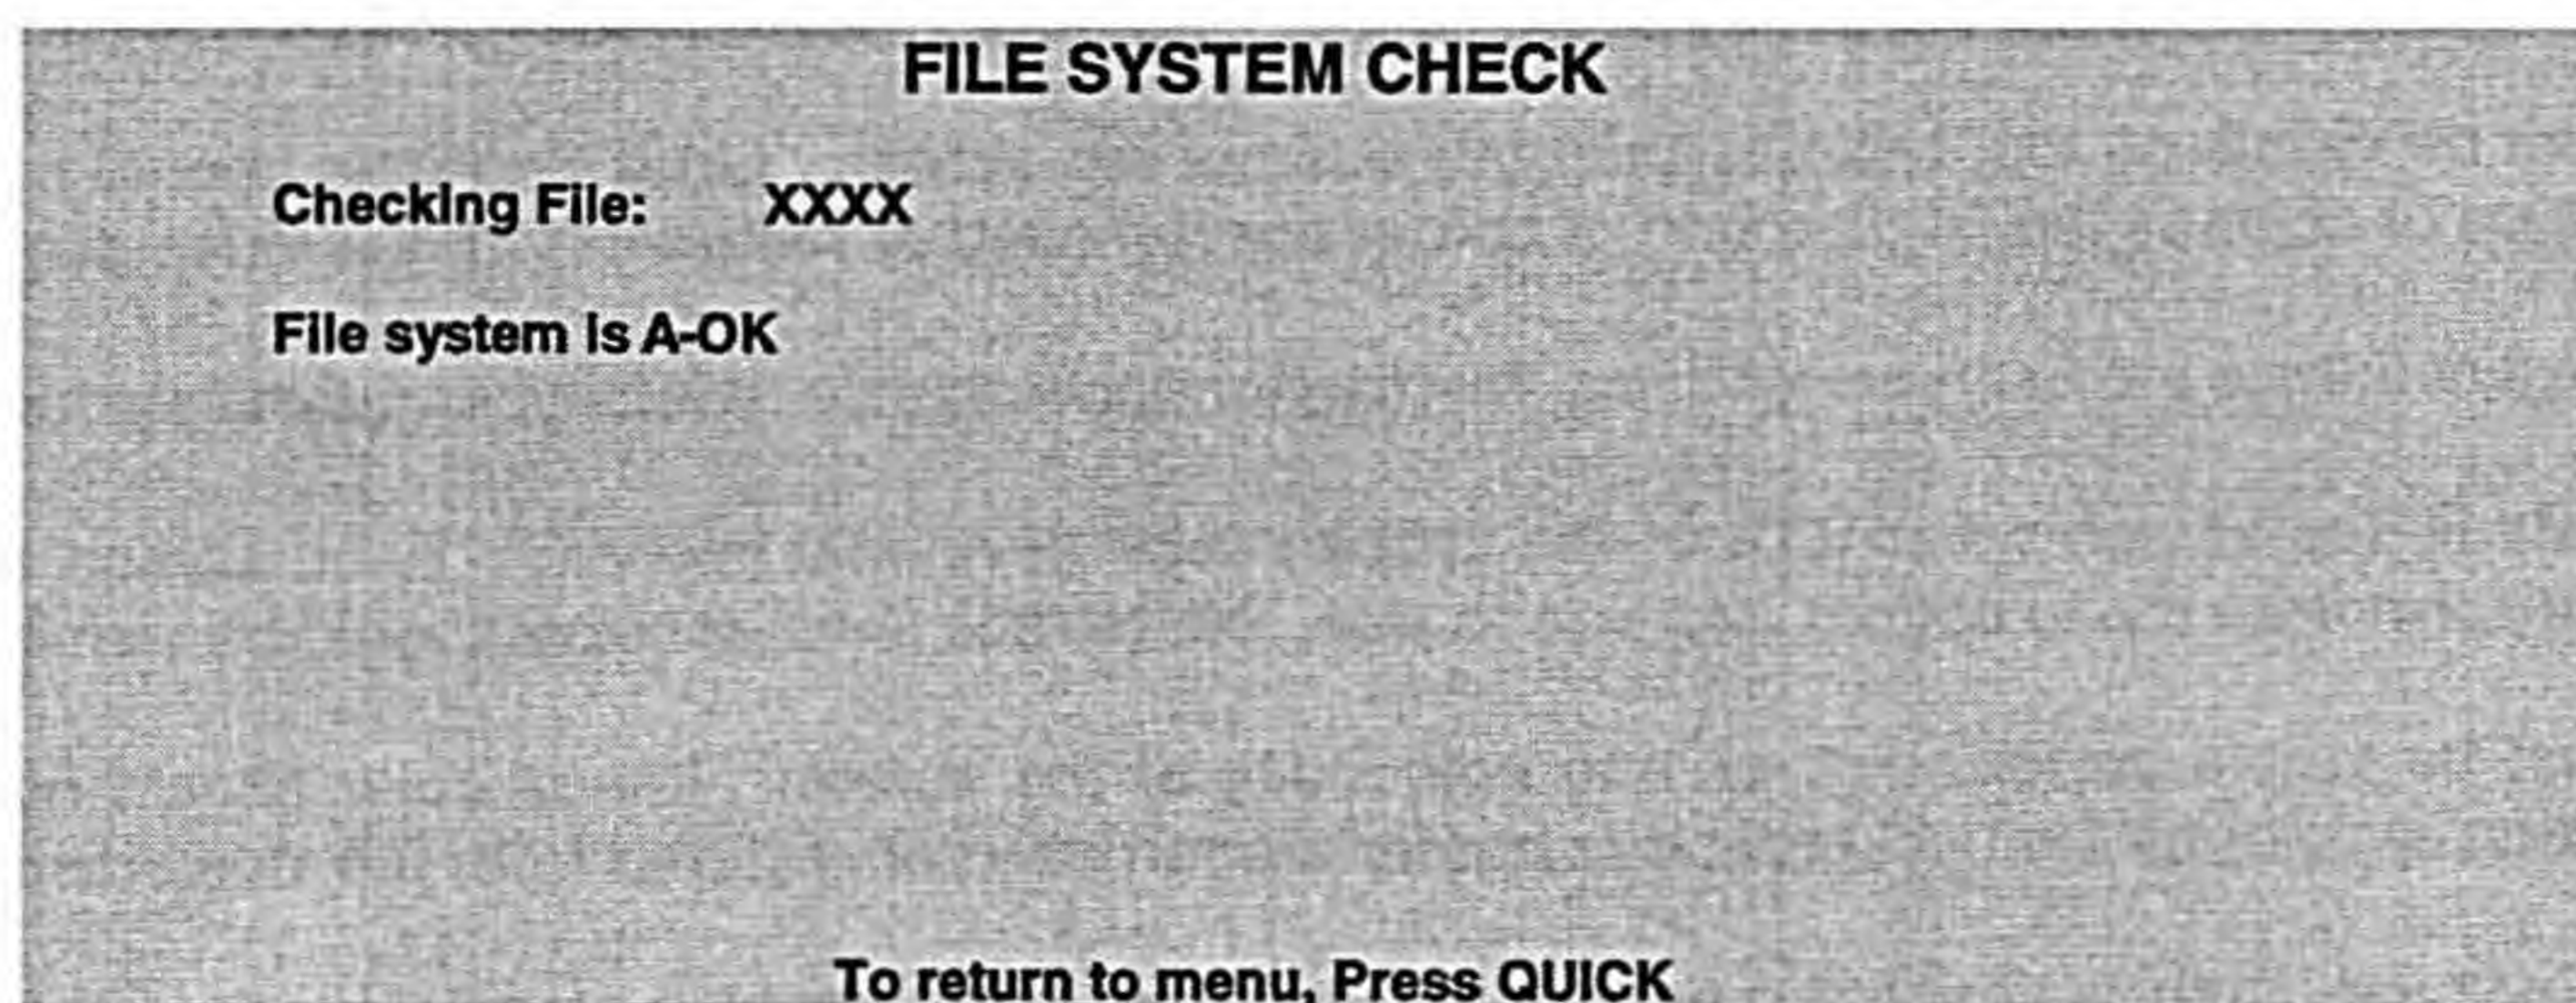 FILE SYSTEM CHECK
Checking File: XXXX
File system is A-OK
To return to menu, Press QUICK